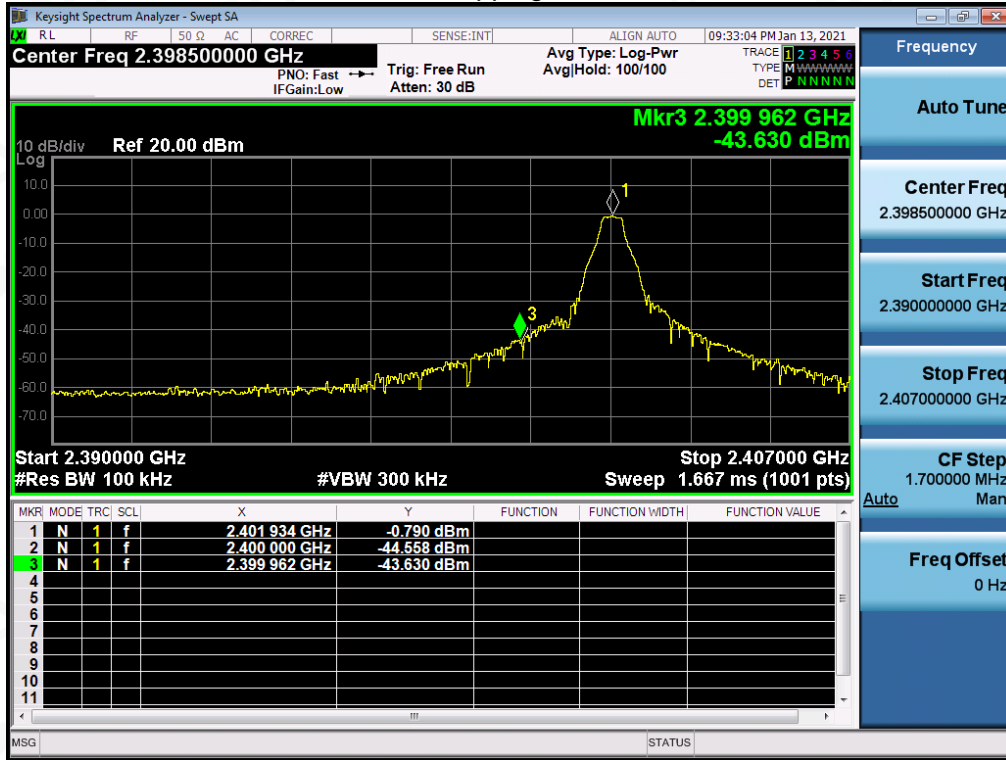 Keysight Spectrum Analyzer - Swept SA
LXI RL RF 50 Ω AC CORREC SENSE:INT ALIGN AUTO 09:33:04 PM Jan 13, 2021
Center Freq 2.398500000 GHz
PNO: Fast
IFGain:Low
Trig: Free Run
Atten: 30 dB
Avg Type: Log-Pwr
Avg|Hold: 100/100
TRACE 1 2 3 4 5 6
TYPE M WWWWW
DET P N N N N N
Mkr3 2.399 962 GHz
-43.630 dBm
10 dB/div Ref 20.00 dBm
Log
10.0
0.00
-10.0
-20.0
-30.0
-40.0
-50.0
-60.0
-70.0
1
3
Start 2.390000 GHz Stop 2.407000 GHz
#Res BW 100 kHz #VBW 300 kHz Sweep 1.667 ms (1001 pts)
MKR MODE TRC SCL X Y FUNCTION FUNCTION WIDTH FUNCTION VALUE
1 N 1 f 2.401 934 GHz -0.790 dBm
2 N 1 f 2.400 000 GHz -44.558 dBm
3 N 1 f 2.399 962 GHz -43.630 dBm
4
5
6
7
8
9
10
11
MSG STATUS
Frequency
Auto Tune
Center Freq
2.398500000 GHz
Start Freq
2.390000000 GHz
Stop Freq
2.407000000 GHz
CF Step
1.700000 MHz
Auto Man
Freq Offset
0 Hz